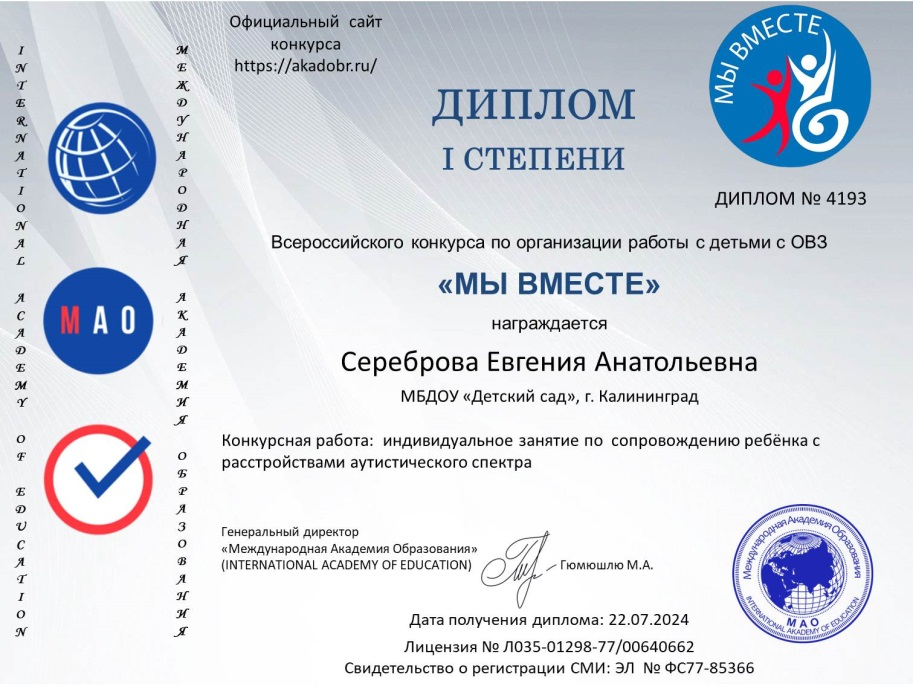 Официальный сайт
конкурса
https://akadobr.ru/
МЫ ВМЕСТЕ
ДИПЛОМ
I СТЕПЕНИ
ДИПЛОМ № 4193
INTERNATIONAL ACADEMY OF EDUCATION
МЕЖДУНАРОДНАЯ АКАДЕМИЯ ОБРАЗОВАНИЯ
МАО
Всероссийского конкурса по организации работы с детьми с ОВЗ
«МЫ ВМЕСТЕ»
награждается
Сереброва Евгения Анатольевна
МБДОУ «Детский сад», г. Калининград
Конкурсная работа: индивидуальное занятие по сопровождению ребёнка с
расстройствами аутистического спектра
Генеральный директор
«Международная Академия Образования»
(INTERNATIONAL ACADEMY OF EDUCATION)
Гюмюшлю М.А.
Международная Академия Образования
МАО
INTERNATIONAL ACADEMY OF EDUCATION
Дата получения диплома: 22.07.2024
Лицензия № Л035-01298-77/00640662
Свидетельство о регистрации СМИ: ЭЛ № ФС77-85366